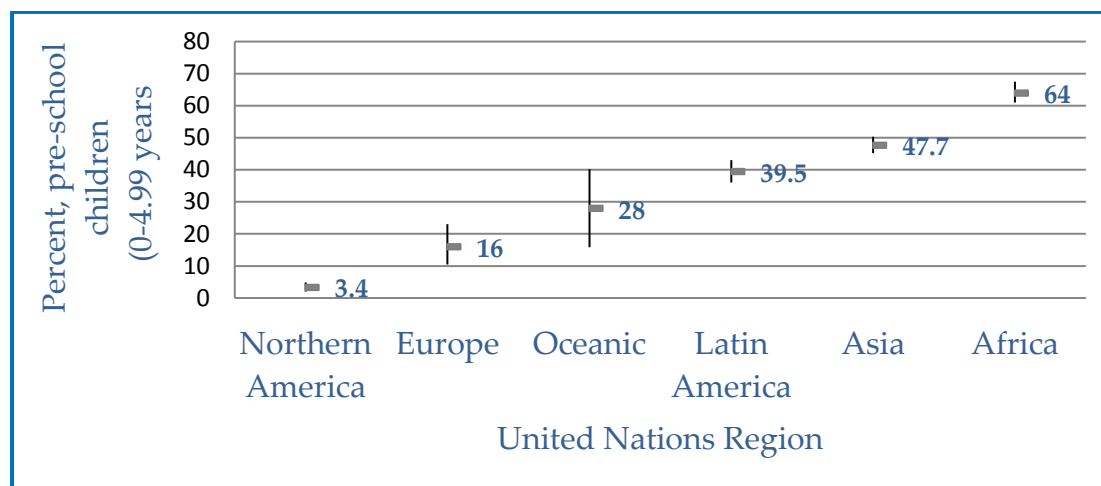 Percent, pre-school
children
(0-4.99 years
80
70
60
50
40
30
20
10
0
3.4
16
28
39.5
47.7
64
Northern
America
Europe
Oceanic
Latin
America
Asia
Africa
United Nations Region